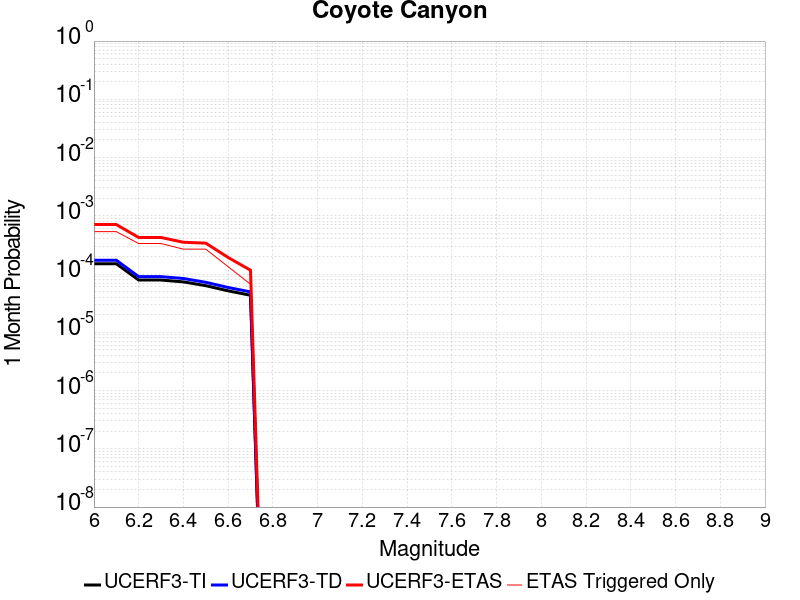 Coyote Canyon
10^0
10^-1
10^-2
10^-3
10^-4
10^-5
10^-6
10^-7
10^-8
1 Month Probability
6 6.2 6.4 6.6 6.8 7 7.2 7.4 7.6 7.8 8 8.2 8.4 8.6 8.8 9
Magnitude
UCERF3-TI UCERF3-TD UCERF3-ETAS ETAS Triggered Only